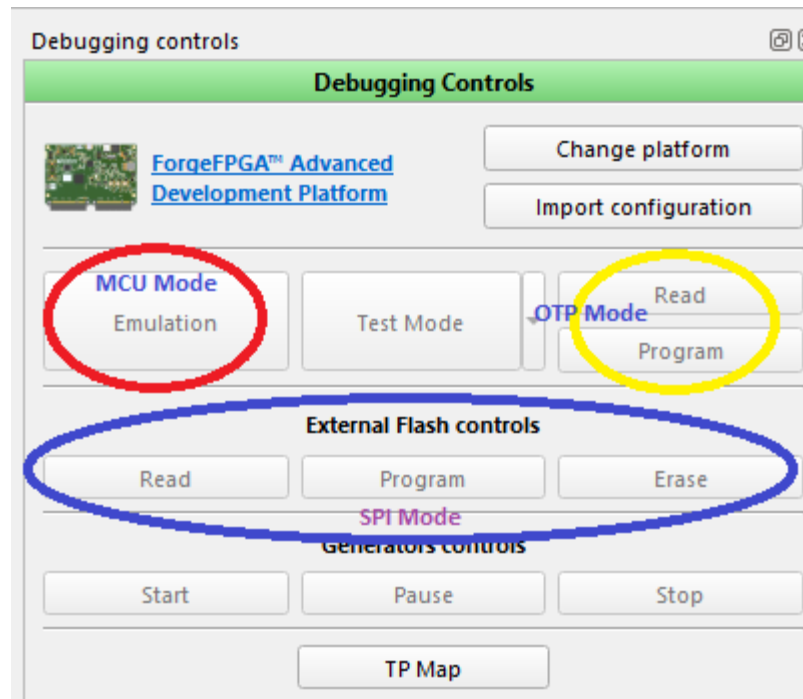 Debugging controls
Debugging Controls
ForgeFPGA™ Advanced
Development Platform
Change platform
Import configuration
MCU Mode
Emulation
Test Mode
OTP Mode
Read
Program
External Flash controls
Read
Program
Erase
SPI Mode
Generators controls
Start
Pause
Stop
TP Map